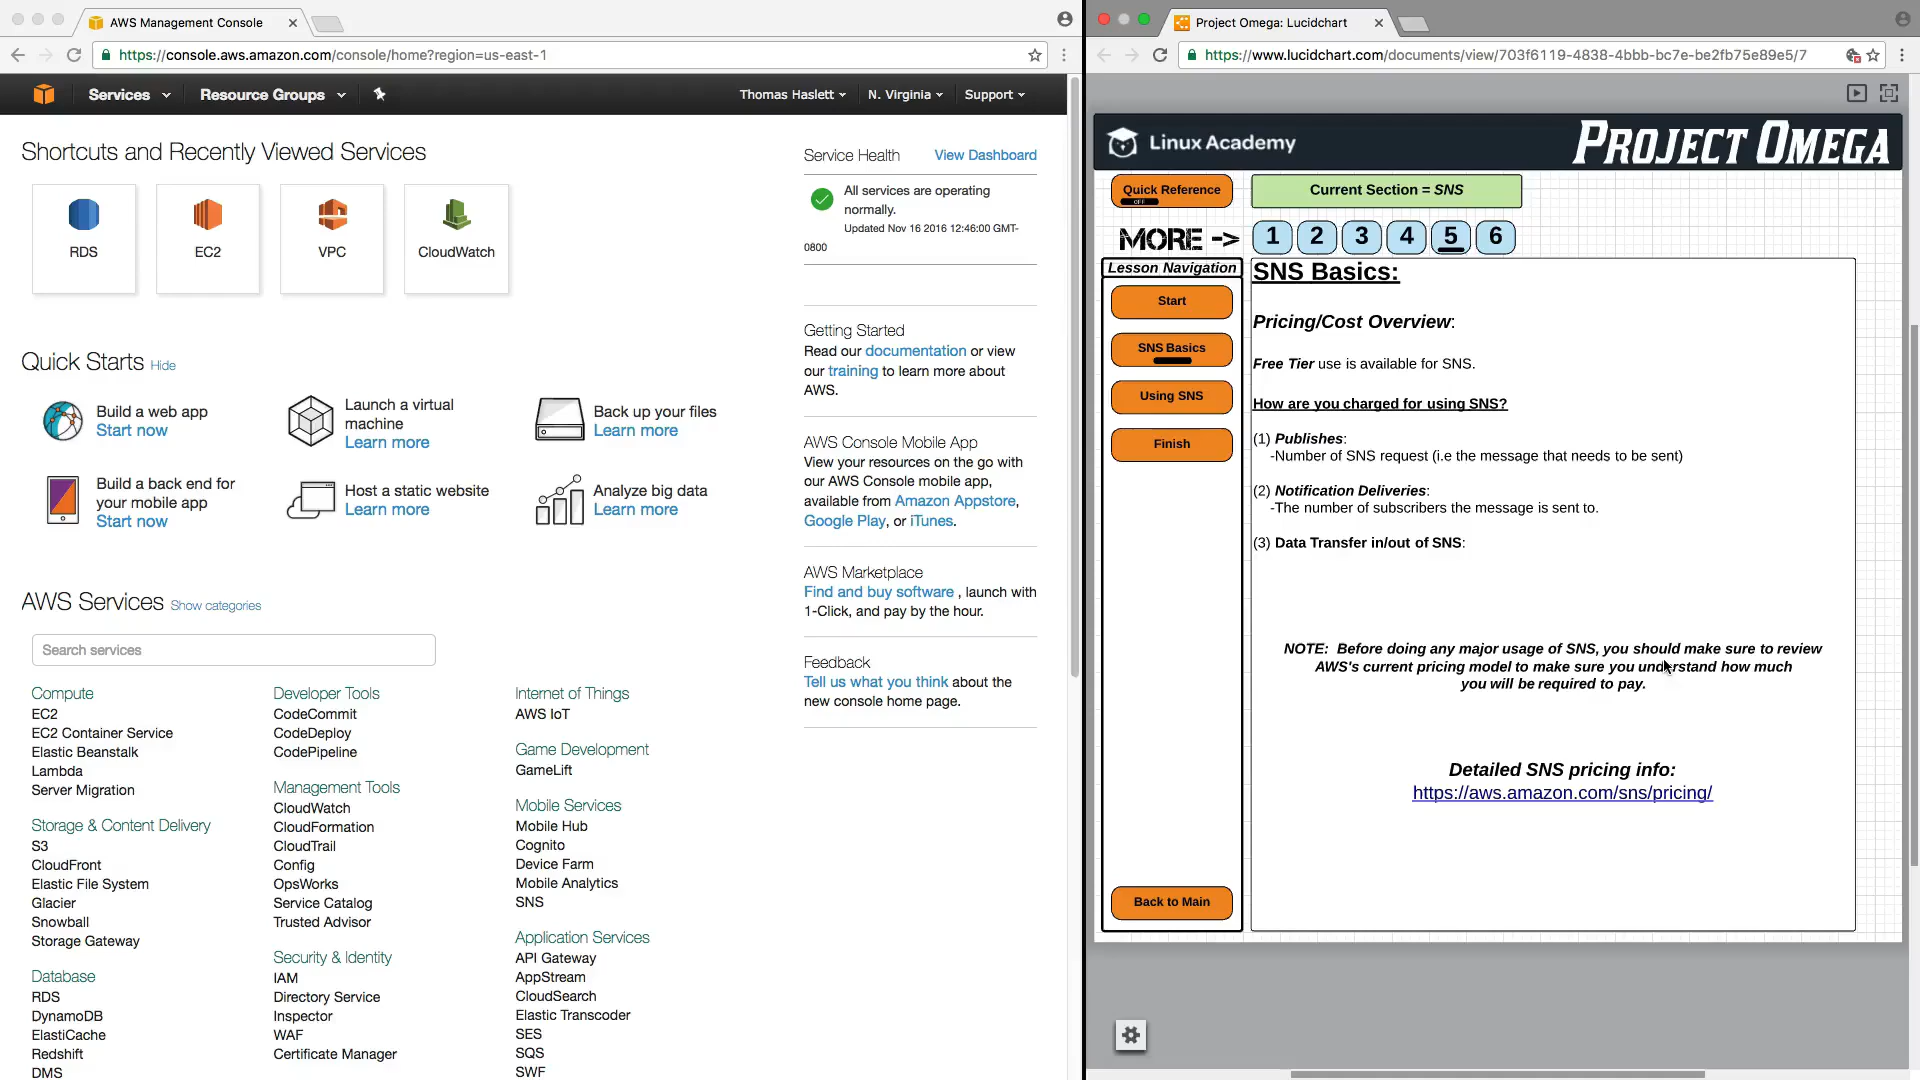 AWS Management Console
https://console.aws.amazon.com/console/home?region=us-east-1
Services
Resource Groups
Thomas Haslett
N. Virginia
Support
Shortcuts and Recently Viewed Services
RDS
EC2
VPC
CloudWatch
Quick Starts Hide
Build a web app
Start now
Launch a virtual
machine
Learn more
Back up your files
Learn more
Build a back end for
your mobile app
Start now
Host a static website
Learn more
Analyze big data
Learn more
AWS Services Show categories
Search services
Compute
EC2
EC2 Container Service
Elastic Beanstalk
Lambda
Server Migration
Storage & Content Delivery
S3
CloudFront
Elastic File System
Glacier
Snowball
Storage Gateway
Database
RDS
DynamoDB
ElastiCache
Redshift
DMS
Developer Tools
CodeCommit
CodeDeploy
CodePipeline
Management Tools
CloudWatch
CloudFormation
CloudTrail
Config
OpsWorks
Service Catalog
Trusted Advisor
Security & Identity
IAM
Directory Service
Inspector
WAF
Certificate Manager
Internet of Things
AWS IoT
Game Development
GameLift
Mobile Services
Mobile Hub
Cognito
Device Farm
Mobile Analytics
SNS
Application Services
API Gateway
AppStream
CloudSearch
Elastic Transcoder
SES
SQS
SWF
Service Health
View Dashboard
All services are operating
normally.
Updated Nov 16 2016 12:46:00 GMT-
0800
Getting Started
Read our documentation or view
our training to learn more about
AWS.
AWS Console Mobile App
View your resources on the go with
our AWS Console mobile app,
available from Amazon Appstore,
Google Play, or iTunes.
AWS Marketplace
Find and buy software , launch with
1-Click, and pay by the hour.
Feedback
Tell us what you think about the
new console home page.
Project Omega: Lucidchart
https://www.lucidchart.com/documents/view/703f6119-4838-4bbb-bc7e-be2fb75e89e5/7
Linux Academy
PROJECT OMEGA
Quick Reference
OFF
Current Section = SNS
MORE ->
1
2
3
4
5
6
Lesson Navigation
Start
SNS Basics
Using SNS
Finish
Back to Main
SNS Basics:
Pricing/Cost Overview:
Free Tier use is available for SNS.
How are you charged for using SNS?
(1) Publishes:
-Number of SNS request (i.e the message that needs to be sent)
(2) Notification Deliveries:
-The number of subscribers the message is sent to.
(3) Data Transfer in/out of SNS:
NOTE: Before doing any major usage of SNS, you should make sure to review
AWS's current pricing model to make sure you understand how much
you will be required to pay.
Detailed SNS pricing info:
https://aws.amazon.com/sns/pricing/